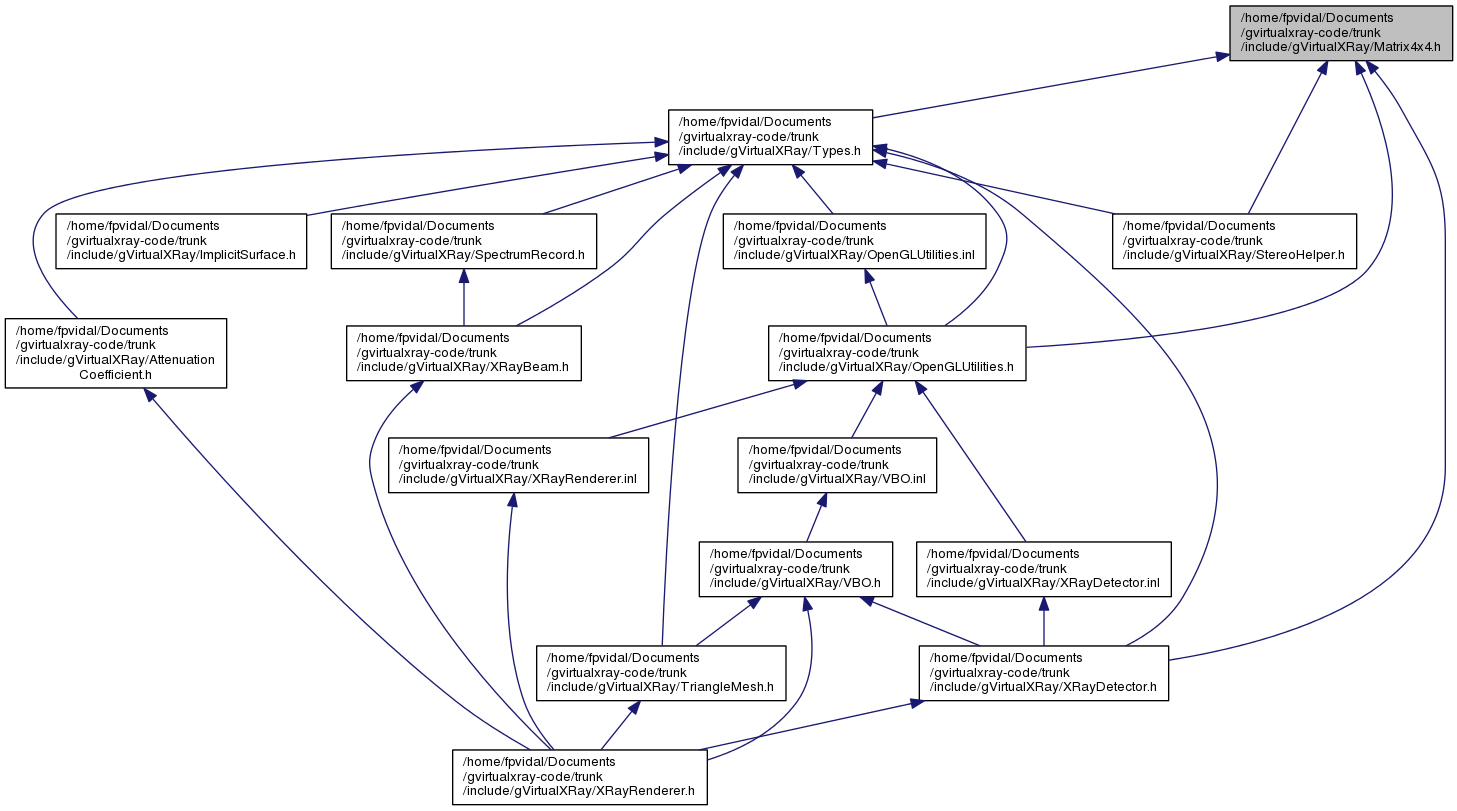 /home/fpvidal/Documents
/gvirtualxray-code/trunk
/include/gVirtualXRay/Matrix4x4.h
/home/fpvidal/Documents
/gvirtualxray-code/trunk
/include/gVirtualXRay/Types.h
/home/fpvidal/Documents
/gvirtualxray-code/trunk
/include/gVirtualXRay/ImplicitSurface.h
/home/fpvidal/Documents
/gvirtualxray-code/trunk
/include/gVirtualXRay/SpectrumRecord.h
/home/fpvidal/Documents
/gvirtualxray-code/trunk
/include/gVirtualXRay/OpenGLUtilities.inl
/home/fpvidal/Documents
/gvirtualxray-code/trunk
/include/gVirtualXRay/StereoHelper.h
/home/fpvidal/Documents
/gvirtualxray-code/trunk
/include/gVirtualXRay/Attenuation
Coefficient.h
/home/fpvidal/Documents
/gvirtualxray-code/trunk
/include/gVirtualXRay/XRayBeam.h
/home/fpvidal/Documents
/gvirtualxray-code/trunk
/include/gVirtualXRay/OpenGLUtilities.h
/home/fpvidal/Documents
/gvirtualxray-code/trunk
/include/gVirtualXRay/XRayRenderer.inl
/home/fpvidal/Documents
/gvirtualxray-code/trunk
/include/gVirtualXRay/VBO.inl
/home/fpvidal/Documents
/gvirtualxray-code/trunk
/include/gVirtualXRay/VBO.h
/home/fpvidal/Documents
/gvirtualxray-code/trunk
/include/gVirtualXRay/XRayDetector.inl
/home/fpvidal/Documents
/gvirtualxray-code/trunk
/include/gVirtualXRay/TriangleMesh.h
/home/fpvidal/Documents
/gvirtualxray-code/trunk
/include/gVirtualXRay/XRayDetector.h
/home/fpvidal/Documents
/gvirtualxray-code/trunk
/include/gVirtualXRay/XRayRenderer.h